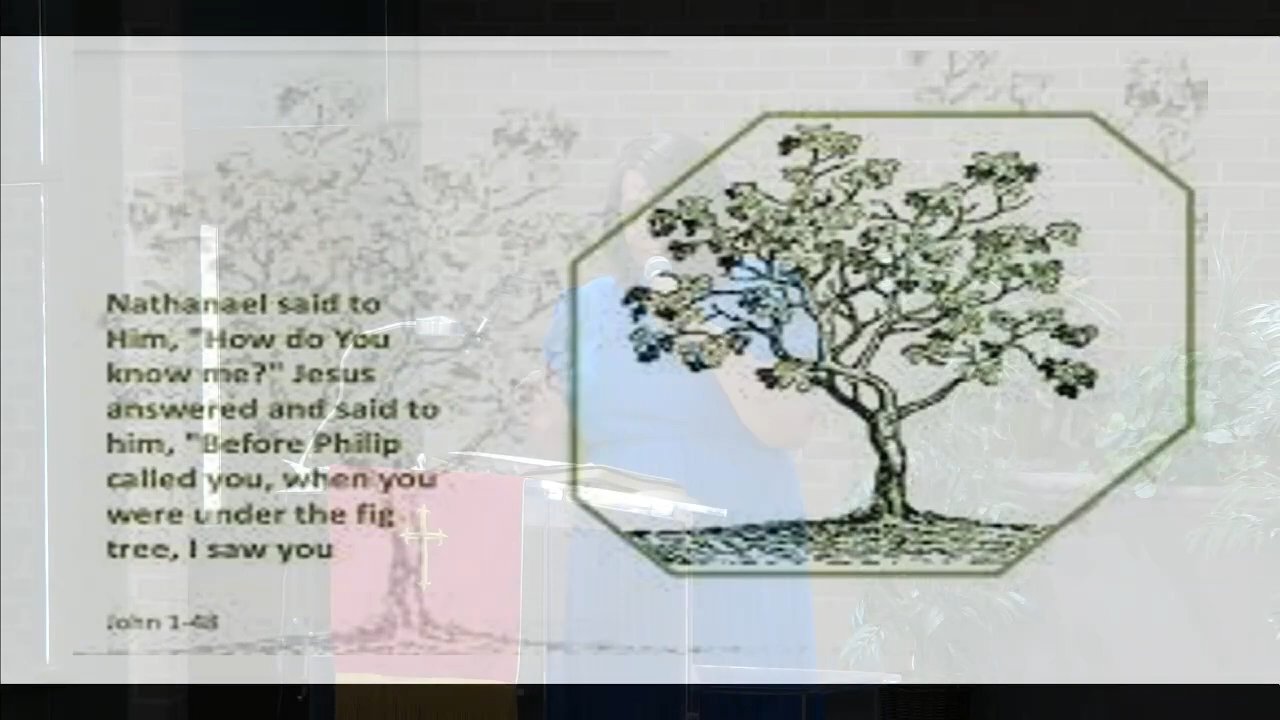 Nathanael said to
Him, "How do You
know me?" Jesus
answered and said to
him, "Before Philip
called you, when you
were under the fig
tree, I saw you
John 1-48